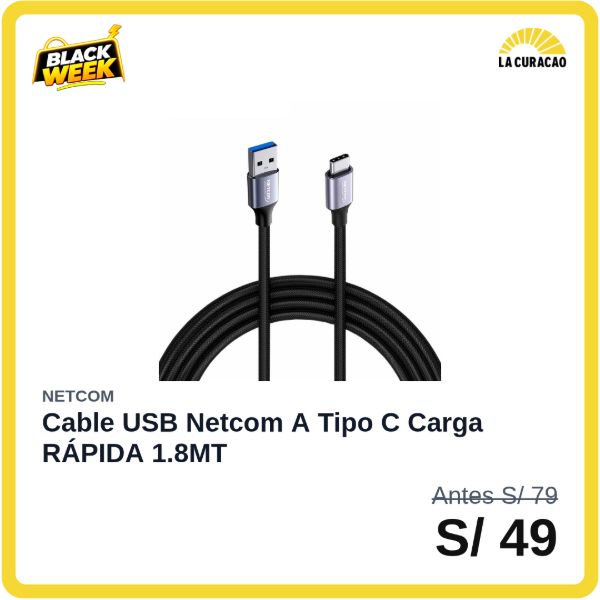 BLACK
WEEK
LA CURACAO
NETCOM
Cable USB Netcom A Tipo C Carga
RÁPIDA 1.8MT
Antes S/ 79
S/ 49